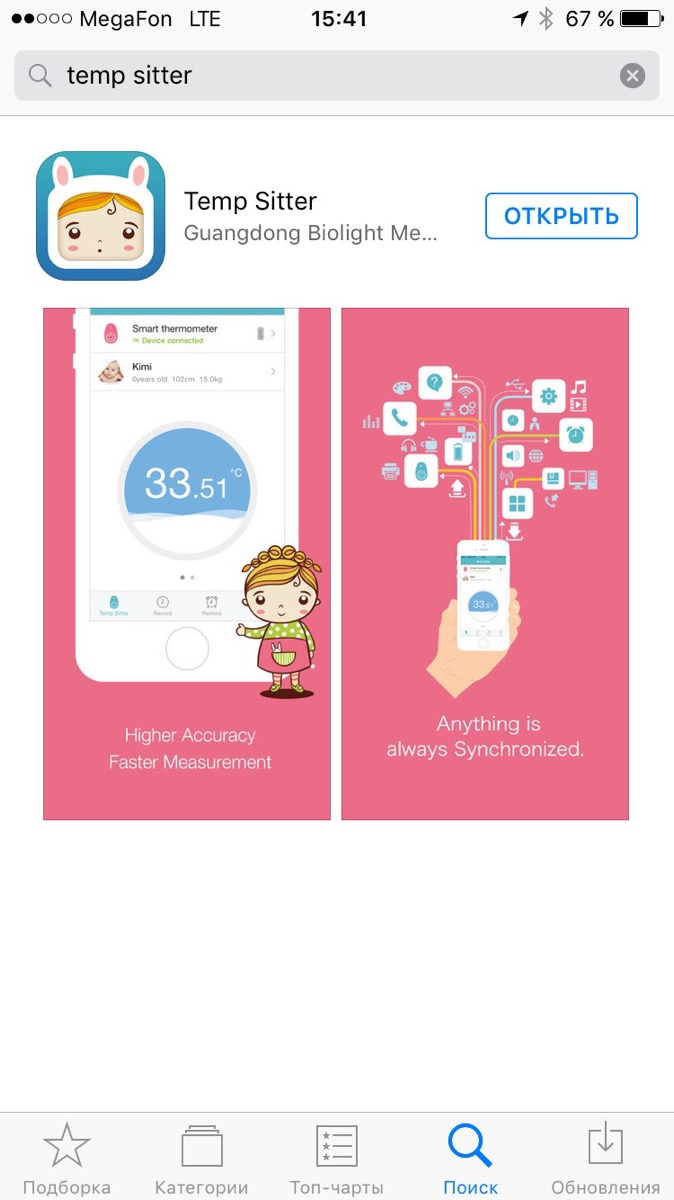 MegaFon LTE 15:41 67 %
temp sitter
Temp Sitter
Guangdong Biolight Me...
ОТКРЫТЬ
Smart thermometer
Device connected
Kimi
0years old 102cm 15.0kg
33.51°C
Temp Sitter Record Remind
Higher Accuracy
Faster Measurement
33.51
Anything is
always Synchronized.
Подборка Категории Топ-чарты Поиск Обновления